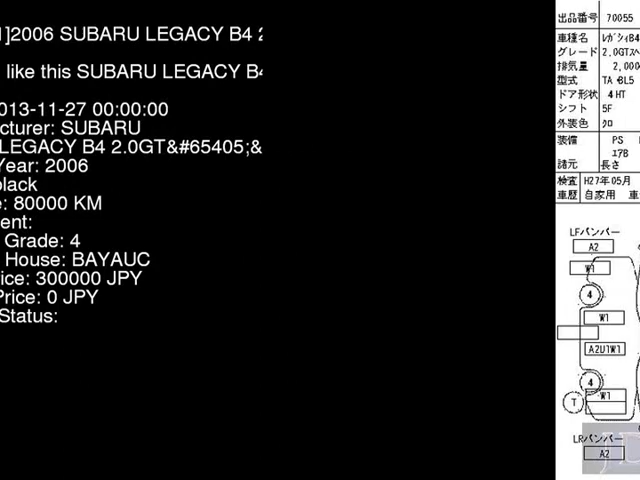 ]2006 SUBARU LEGACY B4 2
like this SUBARU LEGACY B4
013-11-27 00:00:00
cturer: SUBARU
LEGACY B4 2.0GT&#65405;&
Year: 2006
black
e: 80000 KM
ent:
Grade: 4
House: BAYAUC
rice: 300000 JPY
Price: 0 JPY
Status:
出品番号 70055
車種名 ﾚｶﾞｼｨB4
グレード 2.0GTｽﾍ
排気量 2,000
型式 TA-BL5
ドア形状 4HT
シフト 5F
外装色 ｸﾛ
装備 PS
ｴｱB
諸元 長さ
検査 H27年05月
車歴 自家用 車
LFバンパー
A2
W1
4
W1
A2U1W1
4
W1
T
LRバンパー
A2